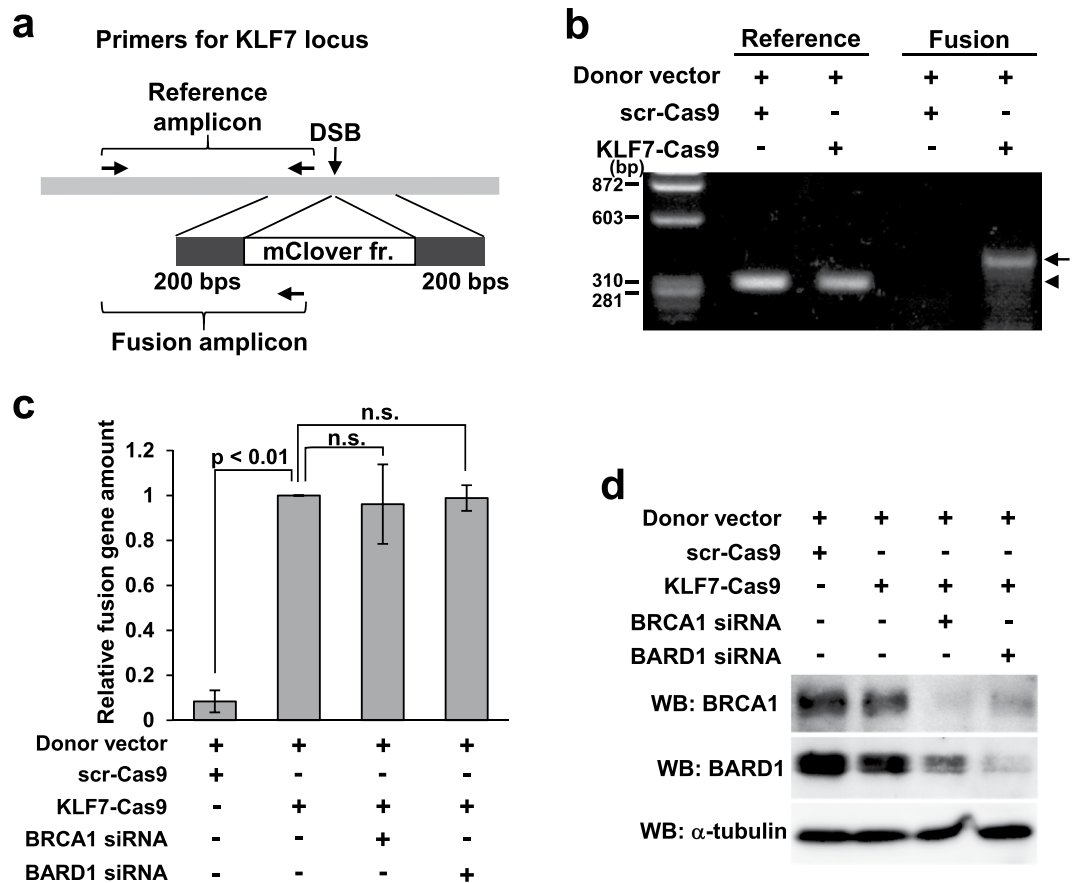 a
Primers for KLF7 locus
Reference
amplicon
DSB
mClover fr.
200 bps 200 bps
Fusion amplicon
b
Reference Fusion
Donor vector + + + +
scr-Cas9 + - + -
KLF7-Cas9 - + - +
(bp)
872
603
310
281
c
Relative fusion gene amount
n.s.
n.s.
p < 0.01
1.2
1
0.8
0.6
0.4
0.2
0
Donor vector + + + +
scr-Cas9 + - - -
KLF7-Cas9 - + + +
BRCA1 siRNA - - + -
BARD1 siRNA - - - +
d
Donor vector + + + +
scr-Cas9 + - - -
KLF7-Cas9 - + + +
BRCA1 siRNA - - + -
BARD1 siRNA - - - +
WB: BRCA1
WB: BARD1
WB: α-tubulin